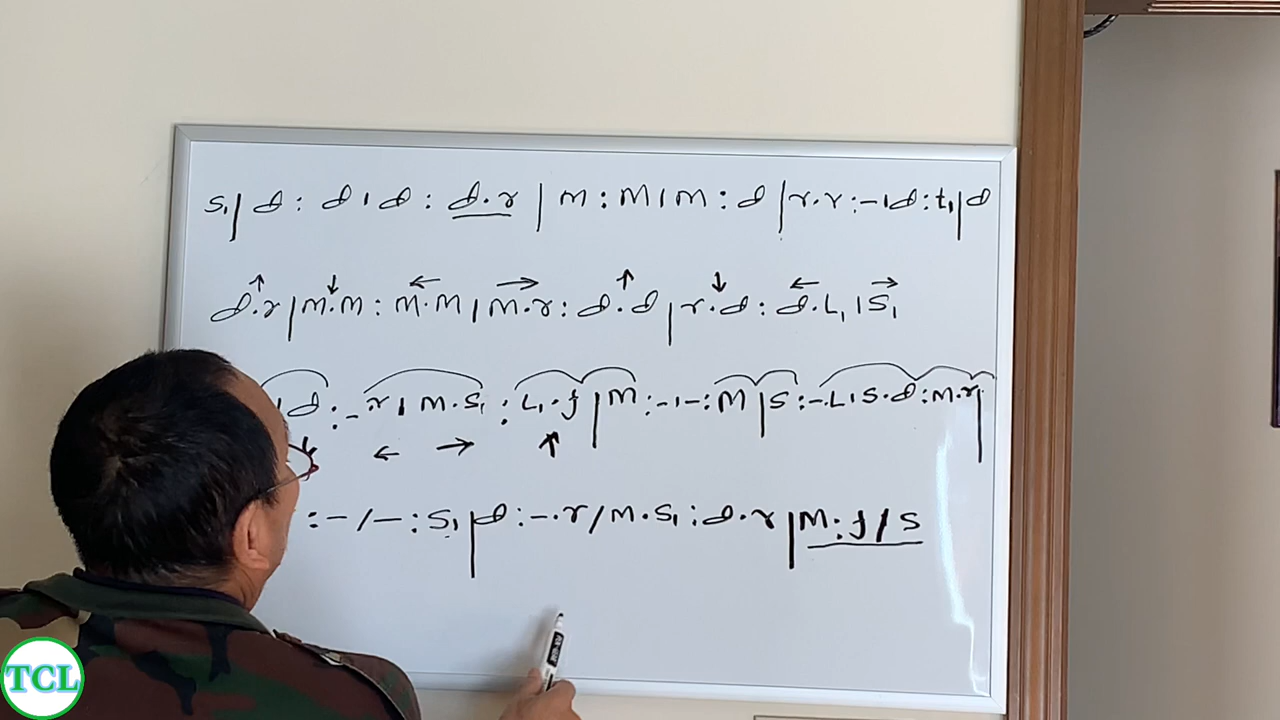 S₁| d : d ı d : d.r | m : m ı m : d | r.r : – ı d : t₁ | d
d.r | m.m : m.m ı m.r : d.d | r.d : d.L₁ ı S₁
ı d : –.r ı m.S₁ : L₁.f | m : – ı – : m | S : –.L ı S.d : m.r |
: – / – : S₁ | d : –.r / m.S₁ : d.r | m : f / S
TCL